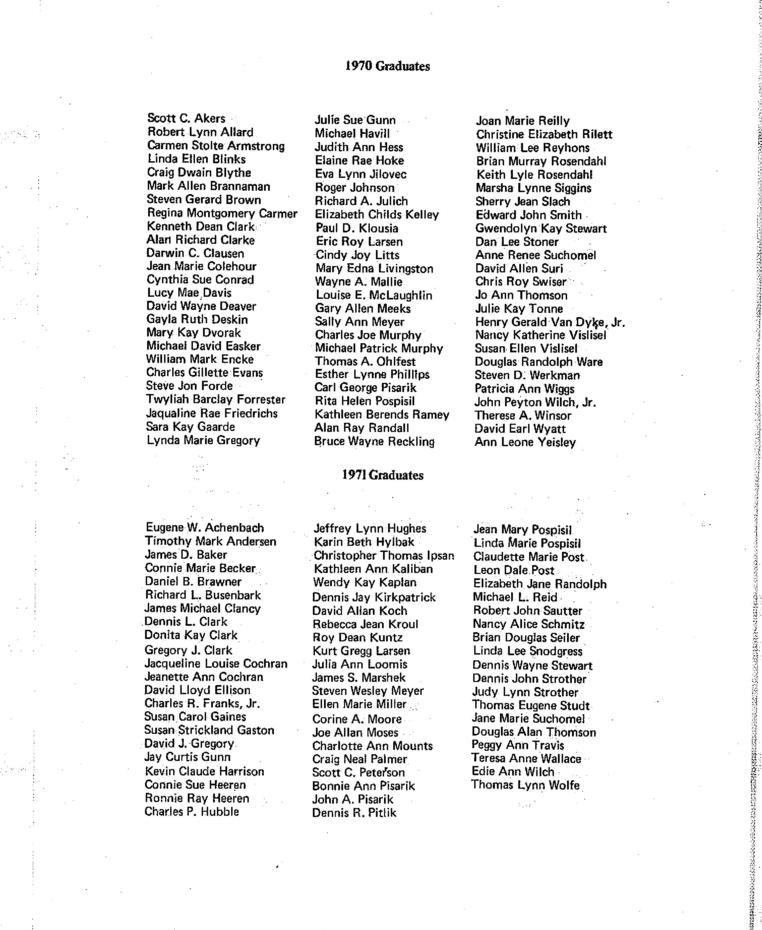 1970 Graduates
Scott C. Akers
Robert Lynn Allard
Carmen Stolte Armstrong
Linda Ellen Blinks
Craig Dwain Blythe
Mark Allen Brannaman
Steven Gerard Brown
Regina Montgomery Carmer
Kenneth Dean Clark
Alan Richard Clarke
Darwin C. Clausen
Jean Marie Colehour
Cynthia Sue Conrad
Lucy Mae Davis
David Wayne Deaver
Gayla Ruth Deskin
Mary Kay Dvorak
Michael David Easker
William Mark Encke
Charles Gillette Evans
Steve Jon Forde
Twyliah Barclay Forrester
Jaqualine Rae Friedrichs
Sara Kay Gaarde
Lynda Marie Gregory
Julie Sue Gunn
Michael Havill
Judith Ann Hess
Elaine Rae Hoke
Eva Lynn Jilovec
Roger Johnson
Richard A. Julich
Elizabeth Childs Kelley
Paul D. Klousia
Eric Roy Larsen
Cindy Joy Litts
Mary Edna Livingston
Wayne A. Mallie
Louise E. McLaughlin
Gary Allen Meeks
Sally Ann Meyer
Charles Joe Murphy
Michael Patrick Murphy
Thomas A. Ohlfest
Esther Lynne Phillips
Carl George Pisarik
Rita Helen Pospisil
Kathleen Berends Ramey
Alan Ray Randall
Bruce Wayne Reckling
Joan Marie Reilly
Christine Elizabeth Rilett
William Lee Reyhons
Brian Murray Rosendahl
Keith Lyle Rosendahl
Marsha Lynne Siggins
Sherry Jean Slach
Edward John Smith
Gwendolyn Kay Stewart
Dan Lee Stoner
Anne Renee Suchomel
David Allen Suri
Chris Roy Swiser
Jo Ann Thomson
Julie Kay Tonne
Henry Gerald Van Dyke, Jr.
Nancy Katherine Vislisel
Susan Ellen Vislisel
Douglas Randolph Ware
Steven D. Werkman
Patricia Ann Wiggs
John Peyton Wilch, Jr.
Therese A. Winsor
David Earl Wyatt
Ann Leone Yeisley
1971 Graduates
Eugene W. Achenbach
Timothy Mark Andersen
James D. Baker
Connie Marie Becker
Daniel B. Brawner
Richard L. Busenbark
James Michael Clancy
Dennis L. Clark
Donita Kay Clark
Gregory J. Clark
Jacqueline Louise Cochran
Jeanette Ann Cochran
David Lloyd Ellison
Charles R. Franks, Jr.
Susan Carol Gaines
Susan Strickland Gaston
David J. Gregory
Jay Curtis Gunn
Kevin Claude Harrison
Connie Sue Heeren
Ronnie Ray Heeren
Charles P. Hubble
Jeffrey Lynn Hughes
Karin Beth Hylbak
Christopher Thomas Ipsan
Kathleen Ann Kaliban
Wendy Kay Kaplan
Dennis Jay Kirkpatrick
David Allan Koch
Rebecca Jean Kroul
Roy Dean Kuntz
Kurt Gregg Larsen
Julia Ann Loomis
James S. Marshek
Steven Wesley Meyer
Ellen Marie Miller
Corine A. Moore
Joe Allan Moses
Charlotte Ann Mounts
Craig Neal Palmer
Scott C. Peterson
Bonnie Ann Pisarik
John A. Pisarik
Dennis R. Pitlik
Jean Mary Pospisil
Linda Marie Pospisil
Claudette Marie Post
Leon Dale Post
Elizabeth Jane Randolph
Michael L. Reid
Robert John Sautter
Nancy Alice Schmitz
Brian Douglas Seiler
Linda Lee Snodgress
Dennis Wayne Stewart
Dennis John Strother
Judy Lynn Strother
Thomas Eugene Studt
Jane Marie Suchomel
Douglas Alan Thomson
Peggy Ann Travis
Teresa Anne Wallace
Edie Ann Wilch
Thomas Lynn Wolfe